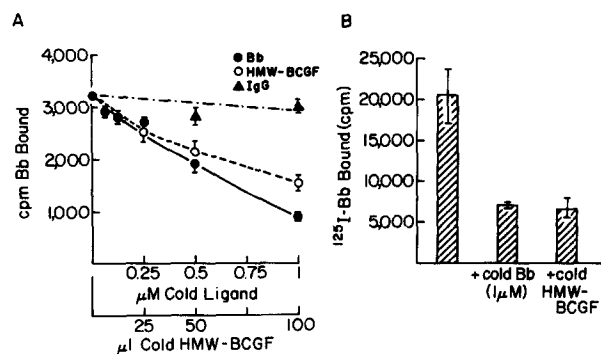 A
4,000
3,000
2,000
1,000
cpm Bb Bound
Bb
HMW-BCGF
IgG
0.25 0.5 0.75 1
μM Cold Ligand
25 50 100
μl Cold HMW-BCGF
B
25,000
20,000
15,000
10,000
5,000
125I-Bb Bound (cpm)
+ cold Bb
(1μM)
+cold
HMW-
BCGF